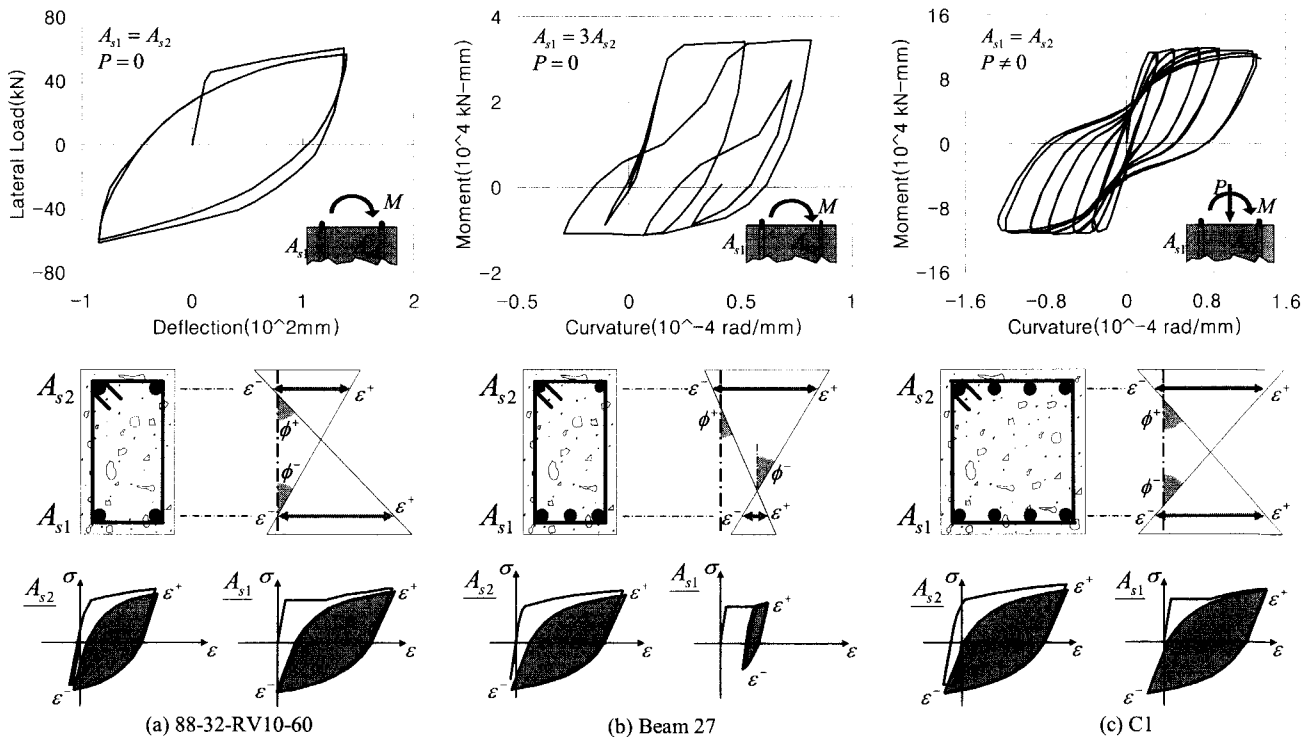 80
40
0
-40
-80
Lateral Load(kN)
A_{s1} = A_{s2}
P = 0
M
A_{s1}
-1
0
1
2
Deflection(10^2mm)
4
2
0
-2
Moment(10^4 kN-mm)
A_{s1} = 3A_{s2}
P = 0
M
A_{s1}
-0.5
0
0.5
1
Curvature(10^-4 rad/mm)
16
8
0
-8
-16
Moment(10^4 kN-mm)
A_{s1} = A_{s2}
P ≠ 0
P
M
A_{s1}
-1.6
-0.8
0
0.8
1.6
Curvature(10^-4 rad/mm)
A_{s2}
ε^-
ε^+
φ^+
φ^-
A_{s1}
ε^-
ε^+
A_{s2}
ε^-
ε^+
φ^+
φ^-
A_{s1}
ε^-
ε^+
A_{s2}
ε^-
ε^+
φ^+
φ^-
A_{s1}
ε^-
ε^+
A_{s2}
σ
ε^+
ε
ε^-
A_{s1}
σ
ε^+
ε
ε^-
A_{s2}
σ
ε^+
ε
ε^-
A_{s1}
σ
ε^+
ε
ε^-
A_{s2}
σ
ε^+
ε
ε^-
A_{s1}
σ
ε^+
ε
ε^-
(a) 88-32-RV10-60
(b) Beam 27
(c) C1